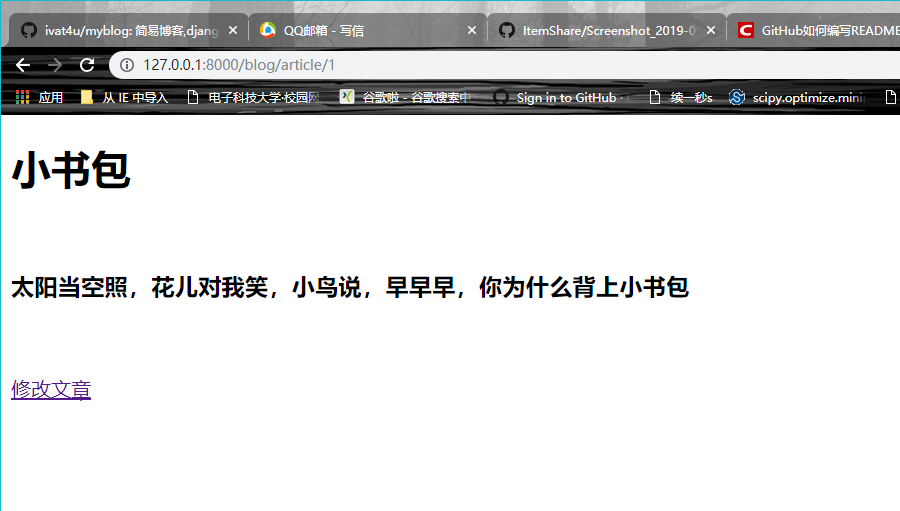 ivat4u/myblog: 简易博客,djang
QQ邮箱 - 写信
ItemShare/Screenshot_2019-0
GitHub如何编写README
127.0.0.1:8000/blog/article/1
应用
从 IE 中导入
电子科技大学·校园网
谷歌啦 - 谷歌搜索中
Sign in to GitHub ·
续一秒s
scipy.optimize.mini
小书包
太阳当空照，花儿对我笑，小鸟说，早早早，你为什么背上小书包
修改文章